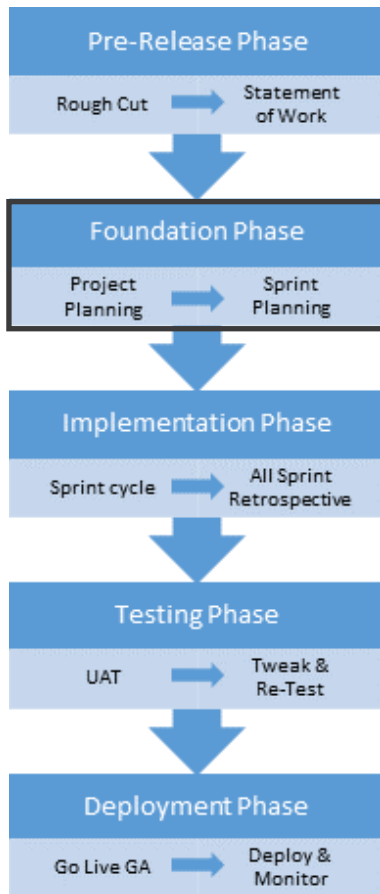 Pre-Release Phase
Rough Cut
Statement
of Work
Foundation Phase
Project
Planning
Sprint
Planning
Implementation Phase
Sprint cycle
All Sprint
Retrospective
Testing Phase
UAT
Tweak &
Re-Test
Deployment Phase
Go Live GA
Deploy &
Monitor